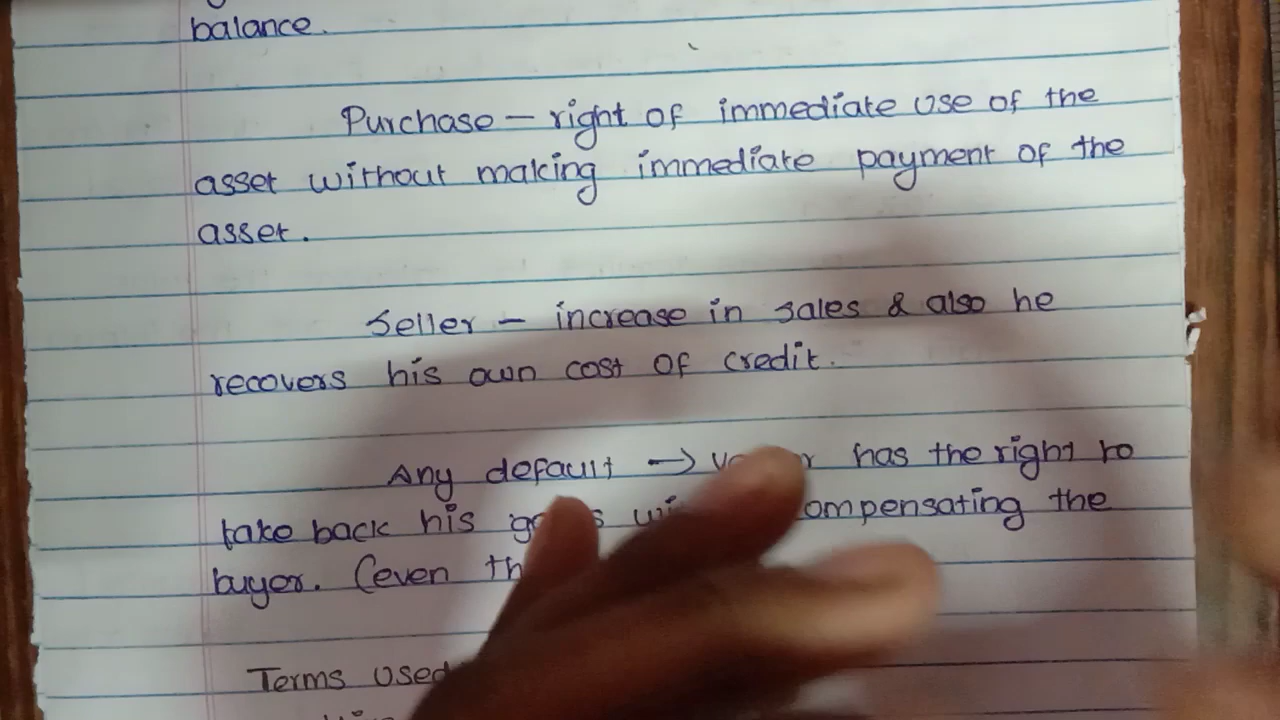 balance.
Purchase – right of immediate use of the
asset without making immediate payment of the
asset.
Seller – increase in sales & also he
recovers his own cost of credit.
Any default → has the right to
take back his the
buyer. (even
Terms used